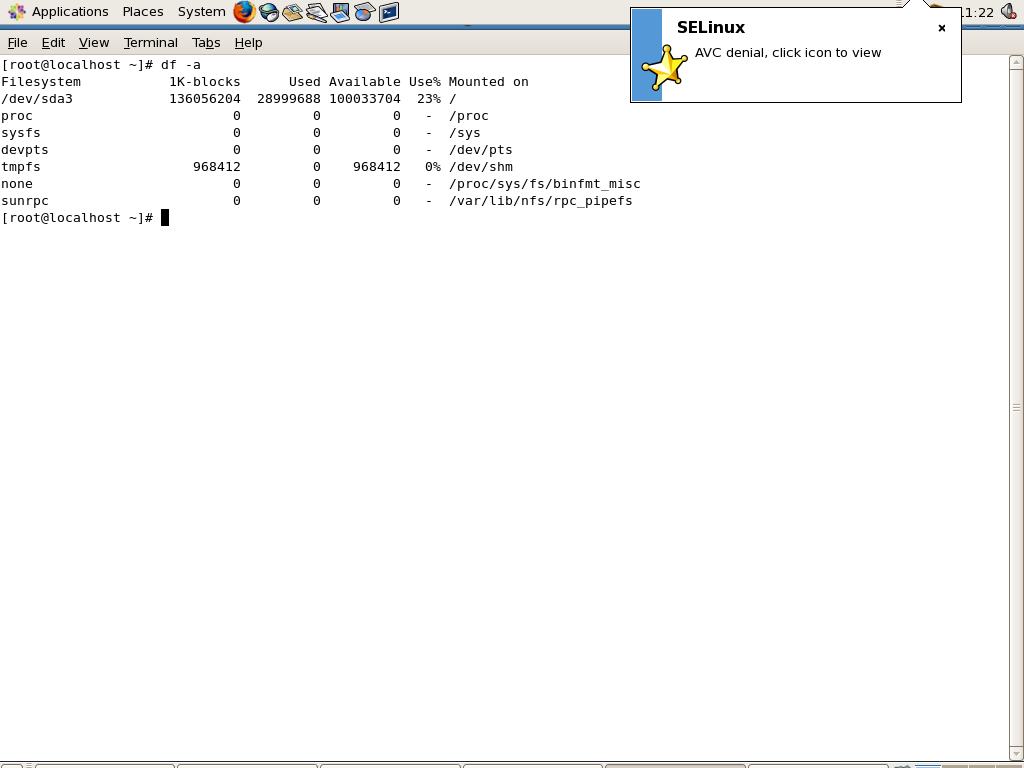 Applications Places System 1:22
SELinux
AVC denial, click icon to view
File Edit View Terminal Tabs Help
[root@localhost ~]# df -a
Filesystem           1K-blocks      Used Available Use% Mounted on
/dev/sda3            136056204  28999688 100033704  23% /
proc                         0         0         0   -  /proc
sysfs                        0         0         0   -  /sys
devpts                       0         0         0   -  /dev/pts
tmpfs                   968412         0    968412   0% /dev/shm
none                         0         0         0   -  /proc/sys/fs/binfmt_misc
sunrpc                       0         0         0   -  /var/lib/nfs/rpc_pipefs
[root@localhost ~]#